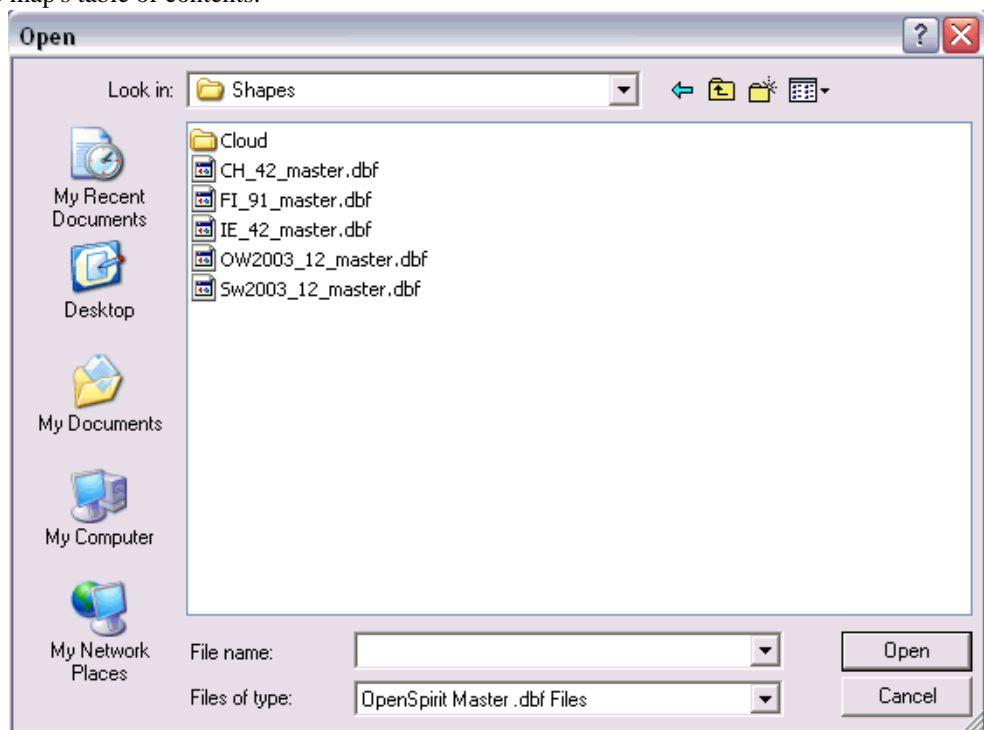 map's table of contents.
Open
Look in:
Shapes
Cloud
CH_42_master.dbf
FI_91_master.dbf
IE_42_master.dbf
OW2003_12_master.dbf
Sw2003_12_master.dbf
My Recent
Documents
Desktop
My Documents
My Computer
My Network
Places
File name:
Open
Files of type:
OpenSpirit Master .dbf Files
Cancel